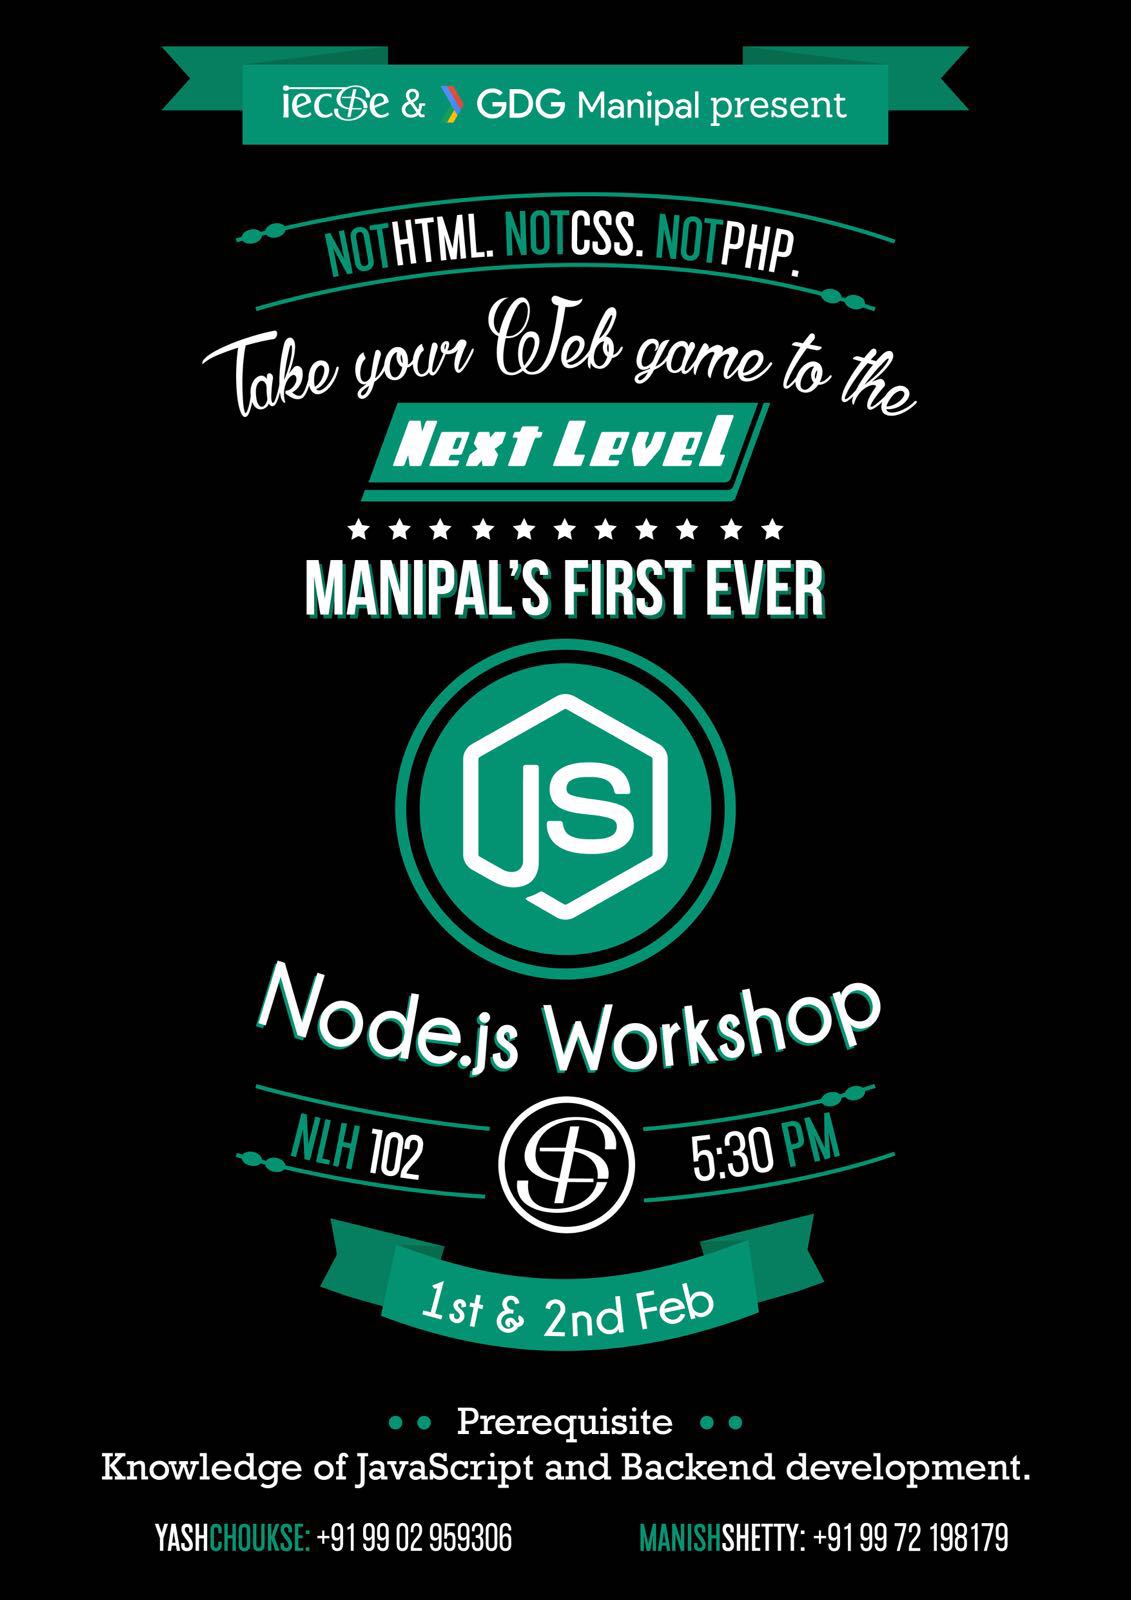 iecse & GDG Manipal present
NOTHTML. NOTCSS. NOTPHP.
Take your Web game to the
Next Level
MANIPAL'S FIRST EVER
JS
Node.js Workshop
NLH 102
5:30 PM
1st & 2nd Feb
Prerequisite
Knowledge of JavaScript and Backend development.
YASHCHOUKSE: +91 99 02 959306
MANISHSHETTY: +91 99 72 198179